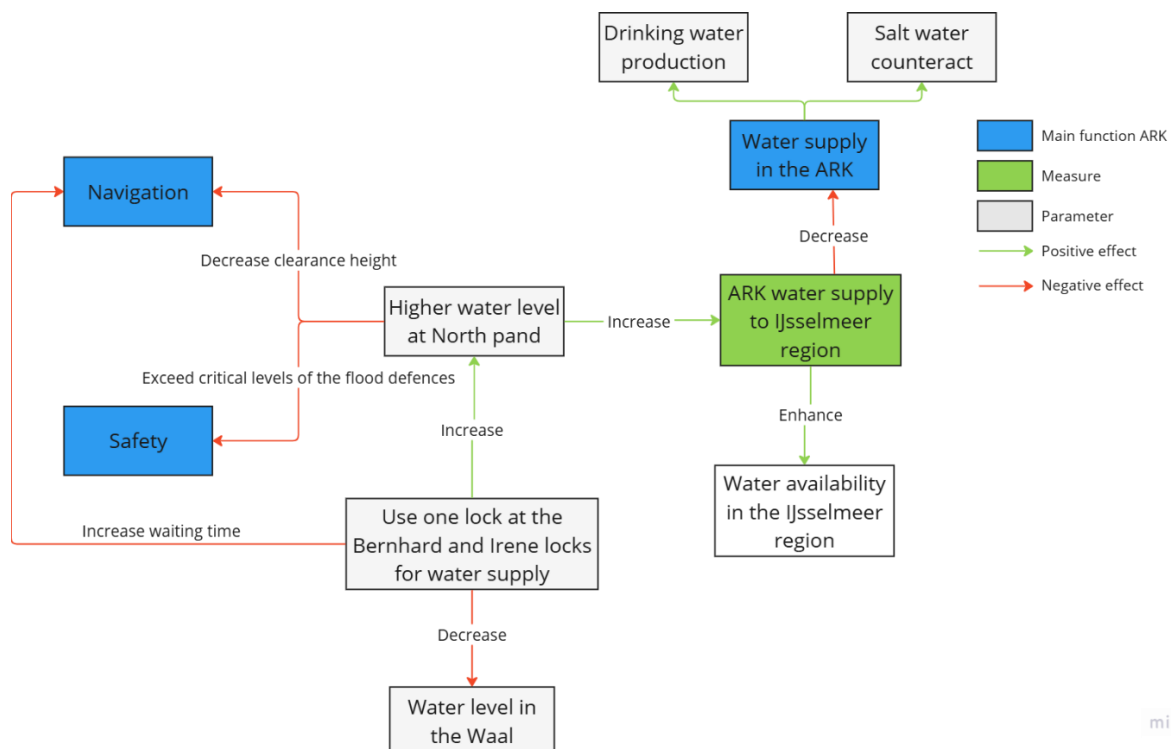 Drinking water
production
Salt water
counteract
Water supply
in the ARK
Main function ARK
Measure
Parameter
Positive effect
Negative effect
Navigation
Decrease
Decrease clearance height
Higher water level
at North pand
Increase
ARK water supply
to IJsselmeer
region
Exceed critical levels of the flood defences
Safety
Increase
Enhance
Water availability
in the IJsselmeer
region
Increase waiting time
Use one lock at the
Bernhard and Irene locks
for water supply
Decrease
Water level in
the Waal
mi